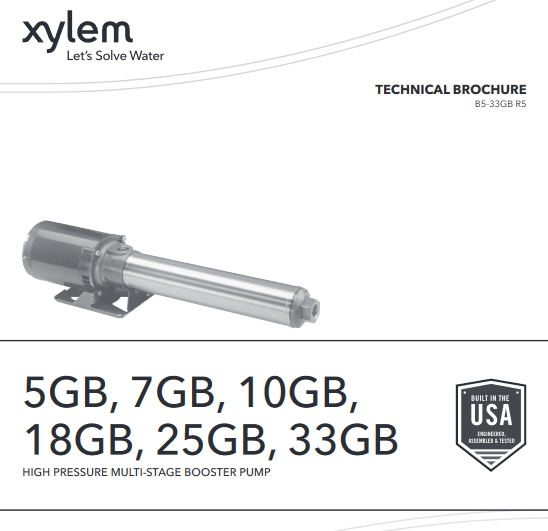 xylem
Let's Solve Water
TECHNICAL BROCHURE
B5-33GB R5
5GB, 7GB, 10GB,
18GB, 25GB, 33GB
HIGH PRESSURE MULTI-STAGE BOOSTER PUMP
BUILT IN THE
USA
ENGINEERED,
ASSEMBLED & TESTED